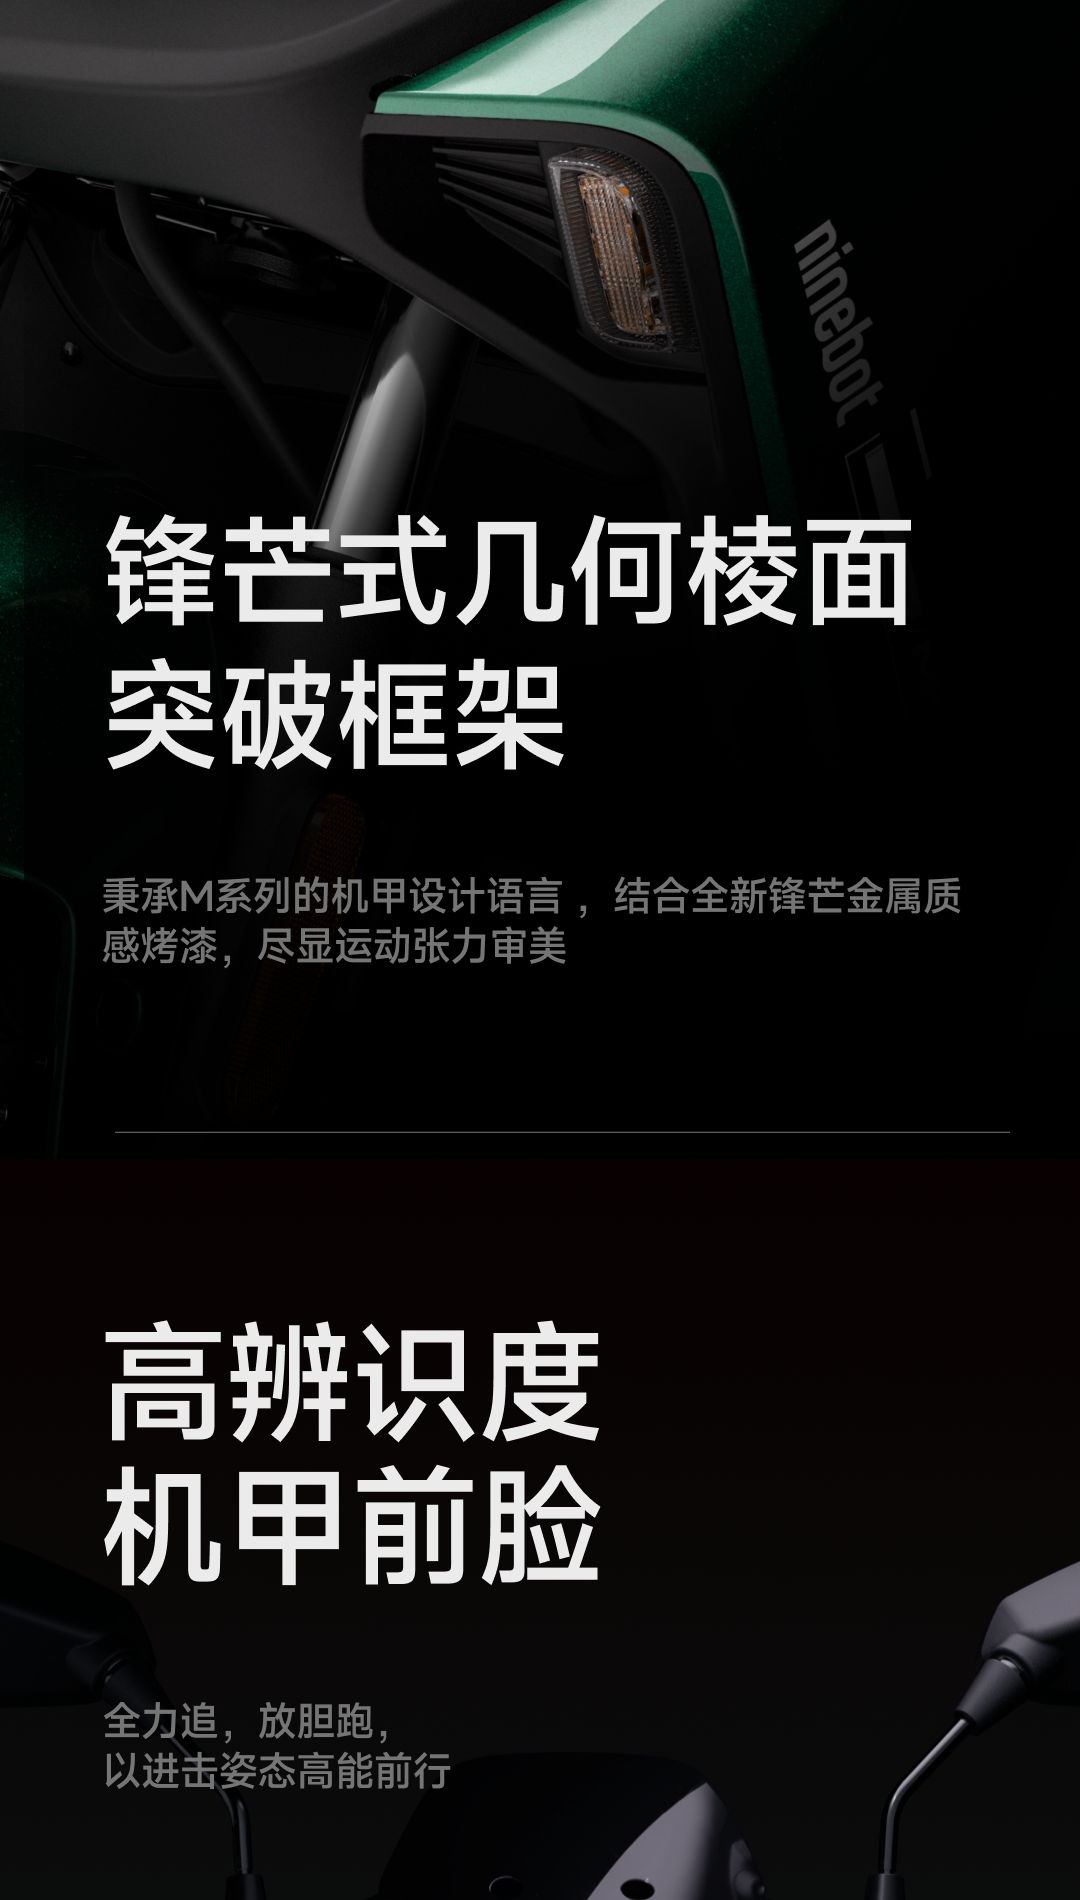 ninebot
锋芒式几何棱面
突破框架
秉承M系列的机甲设计语言，结合全新锋芒金属质
感烤漆，尽显运动张力审美
高辨识度
机甲前脸
全力追，放胆跑，
以进击姿态高能前行